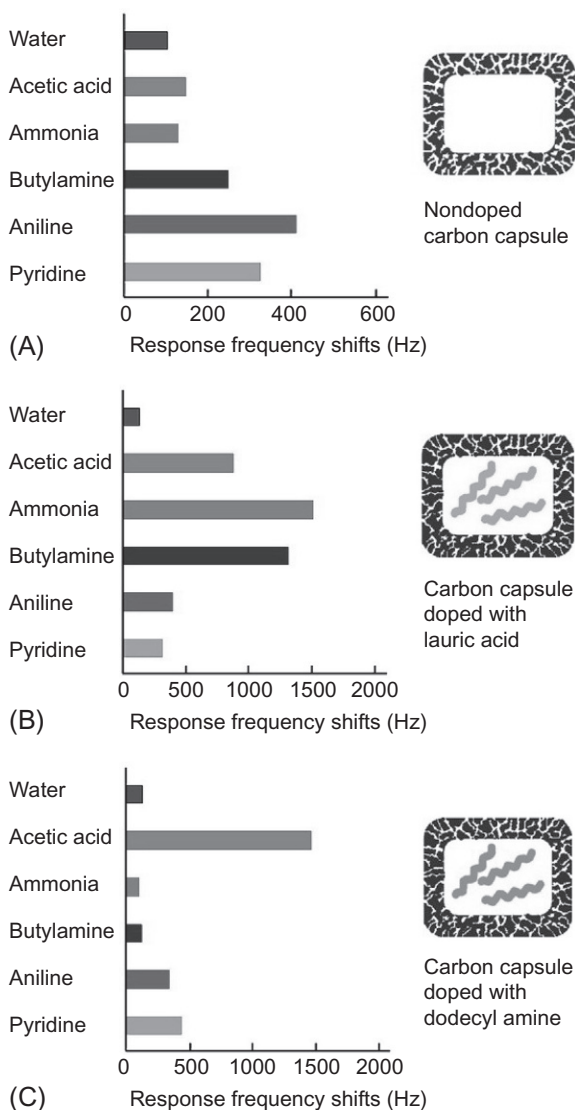 Water
Acetic acid
Ammonia
Butylamine
Aniline
Pyridine
0 200 400 600
(A) Response frequency shifts (Hz)
Nondoped
carbon capsule
Water
Acetic acid
Ammonia
Butylamine
Aniline
Pyridine
0 500 1000 1500 2000
(B) Response frequency shifts (Hz)
Carbon capsule
doped with
lauric acid
Water
Acetic acid
Ammonia
Butylamine
Aniline
Pyridine
0 500 1000 1500 2000
(C) Response frequency shifts (Hz)
Carbon capsule
doped with
dodecyl amine